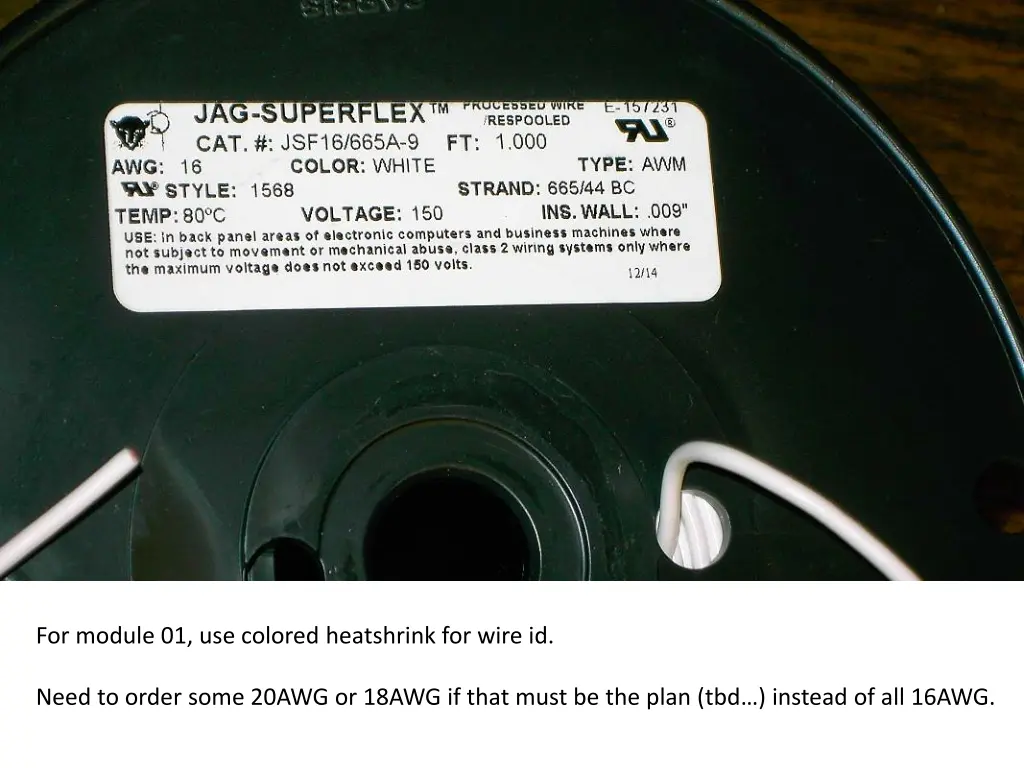 JAG-SUPERFLEX™ PROCESSED WIRE E-157231
/RESPOOLED
CAT. #: JSF16/665A-9 FT: 1.000
AWG: 16 COLOR: WHITE TYPE: AWM
STYLE: 1568 STRAND: 665/44 BC
TEMP: 80°C VOLTAGE: 150 INS. WALL: .009"
USE: In back panel areas of electronic computers and business machines where
not subject to movement or mechanical abuse, class 2 wiring systems only where
the maximum voltage does not exceed 150 volts.
12/14
For module 01, use colored heatshrink for wire id.
Need to order some 20AWG or 18AWG if that must be the plan (tbd…) instead of all 16AWG.